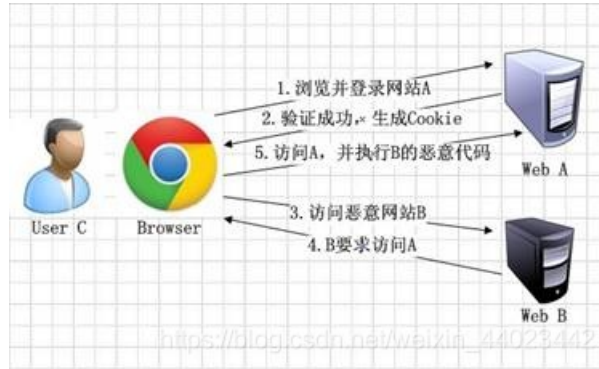 1.浏览并登录网站A
2.验证成功，× 生成Cookie
5.访问A，并执行B的恶意代码
Web A
User C
Browser
3.访问恶意网站B
4.B要求访问A
Web B
https://blog.csdn.net/weixin_44023442